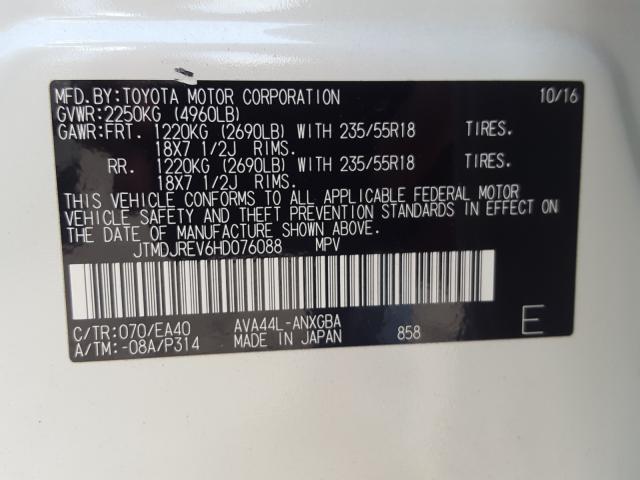 MFD.BY:TOYOTA MOTOR CORPORATION 10/16
GVWR:2250KG (4960LB)
GAWR:FRT. 1220KG (2690LB) WITH 235/55R18 TIRES.
18X7 1/2J RIMS.
RR. 1220KG (2690LB) WITH 235/55R18 TIRES.
18X7 1/2J RIMS.
THIS VEHICLE CONFORMS TO ALL APPLICABLE FEDERAL MOTOR
VEHICLE SAFETY AND THEFT PREVENTION STANDARDS IN EFFECT ON
THE DATE OF MANUFACTURE SHOWN ABOVE.
JTMDJREV6HD076088 MPV
C/TR:070/EA40 AVA44L-ANXGBA E
A/TM:-08A/P314 MADE IN JAPAN 858